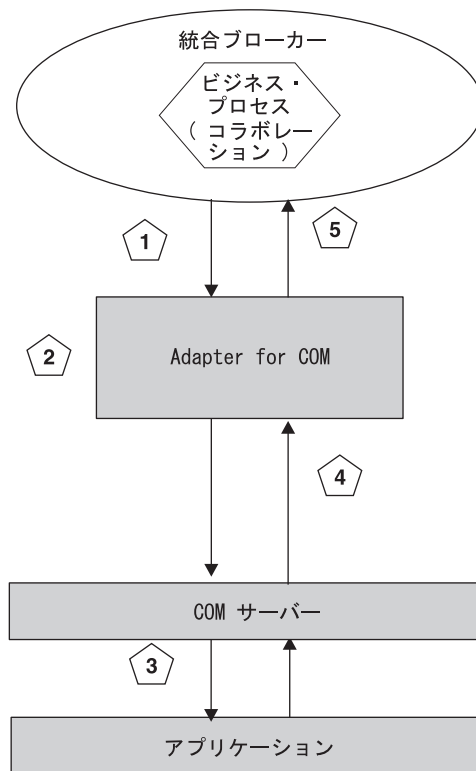 統合ブローカー
ビジネス・
プロセス
( コラボレー
ション )
1
5
2
Adapter for COM
4
COM サーバー
3
アプリケーション